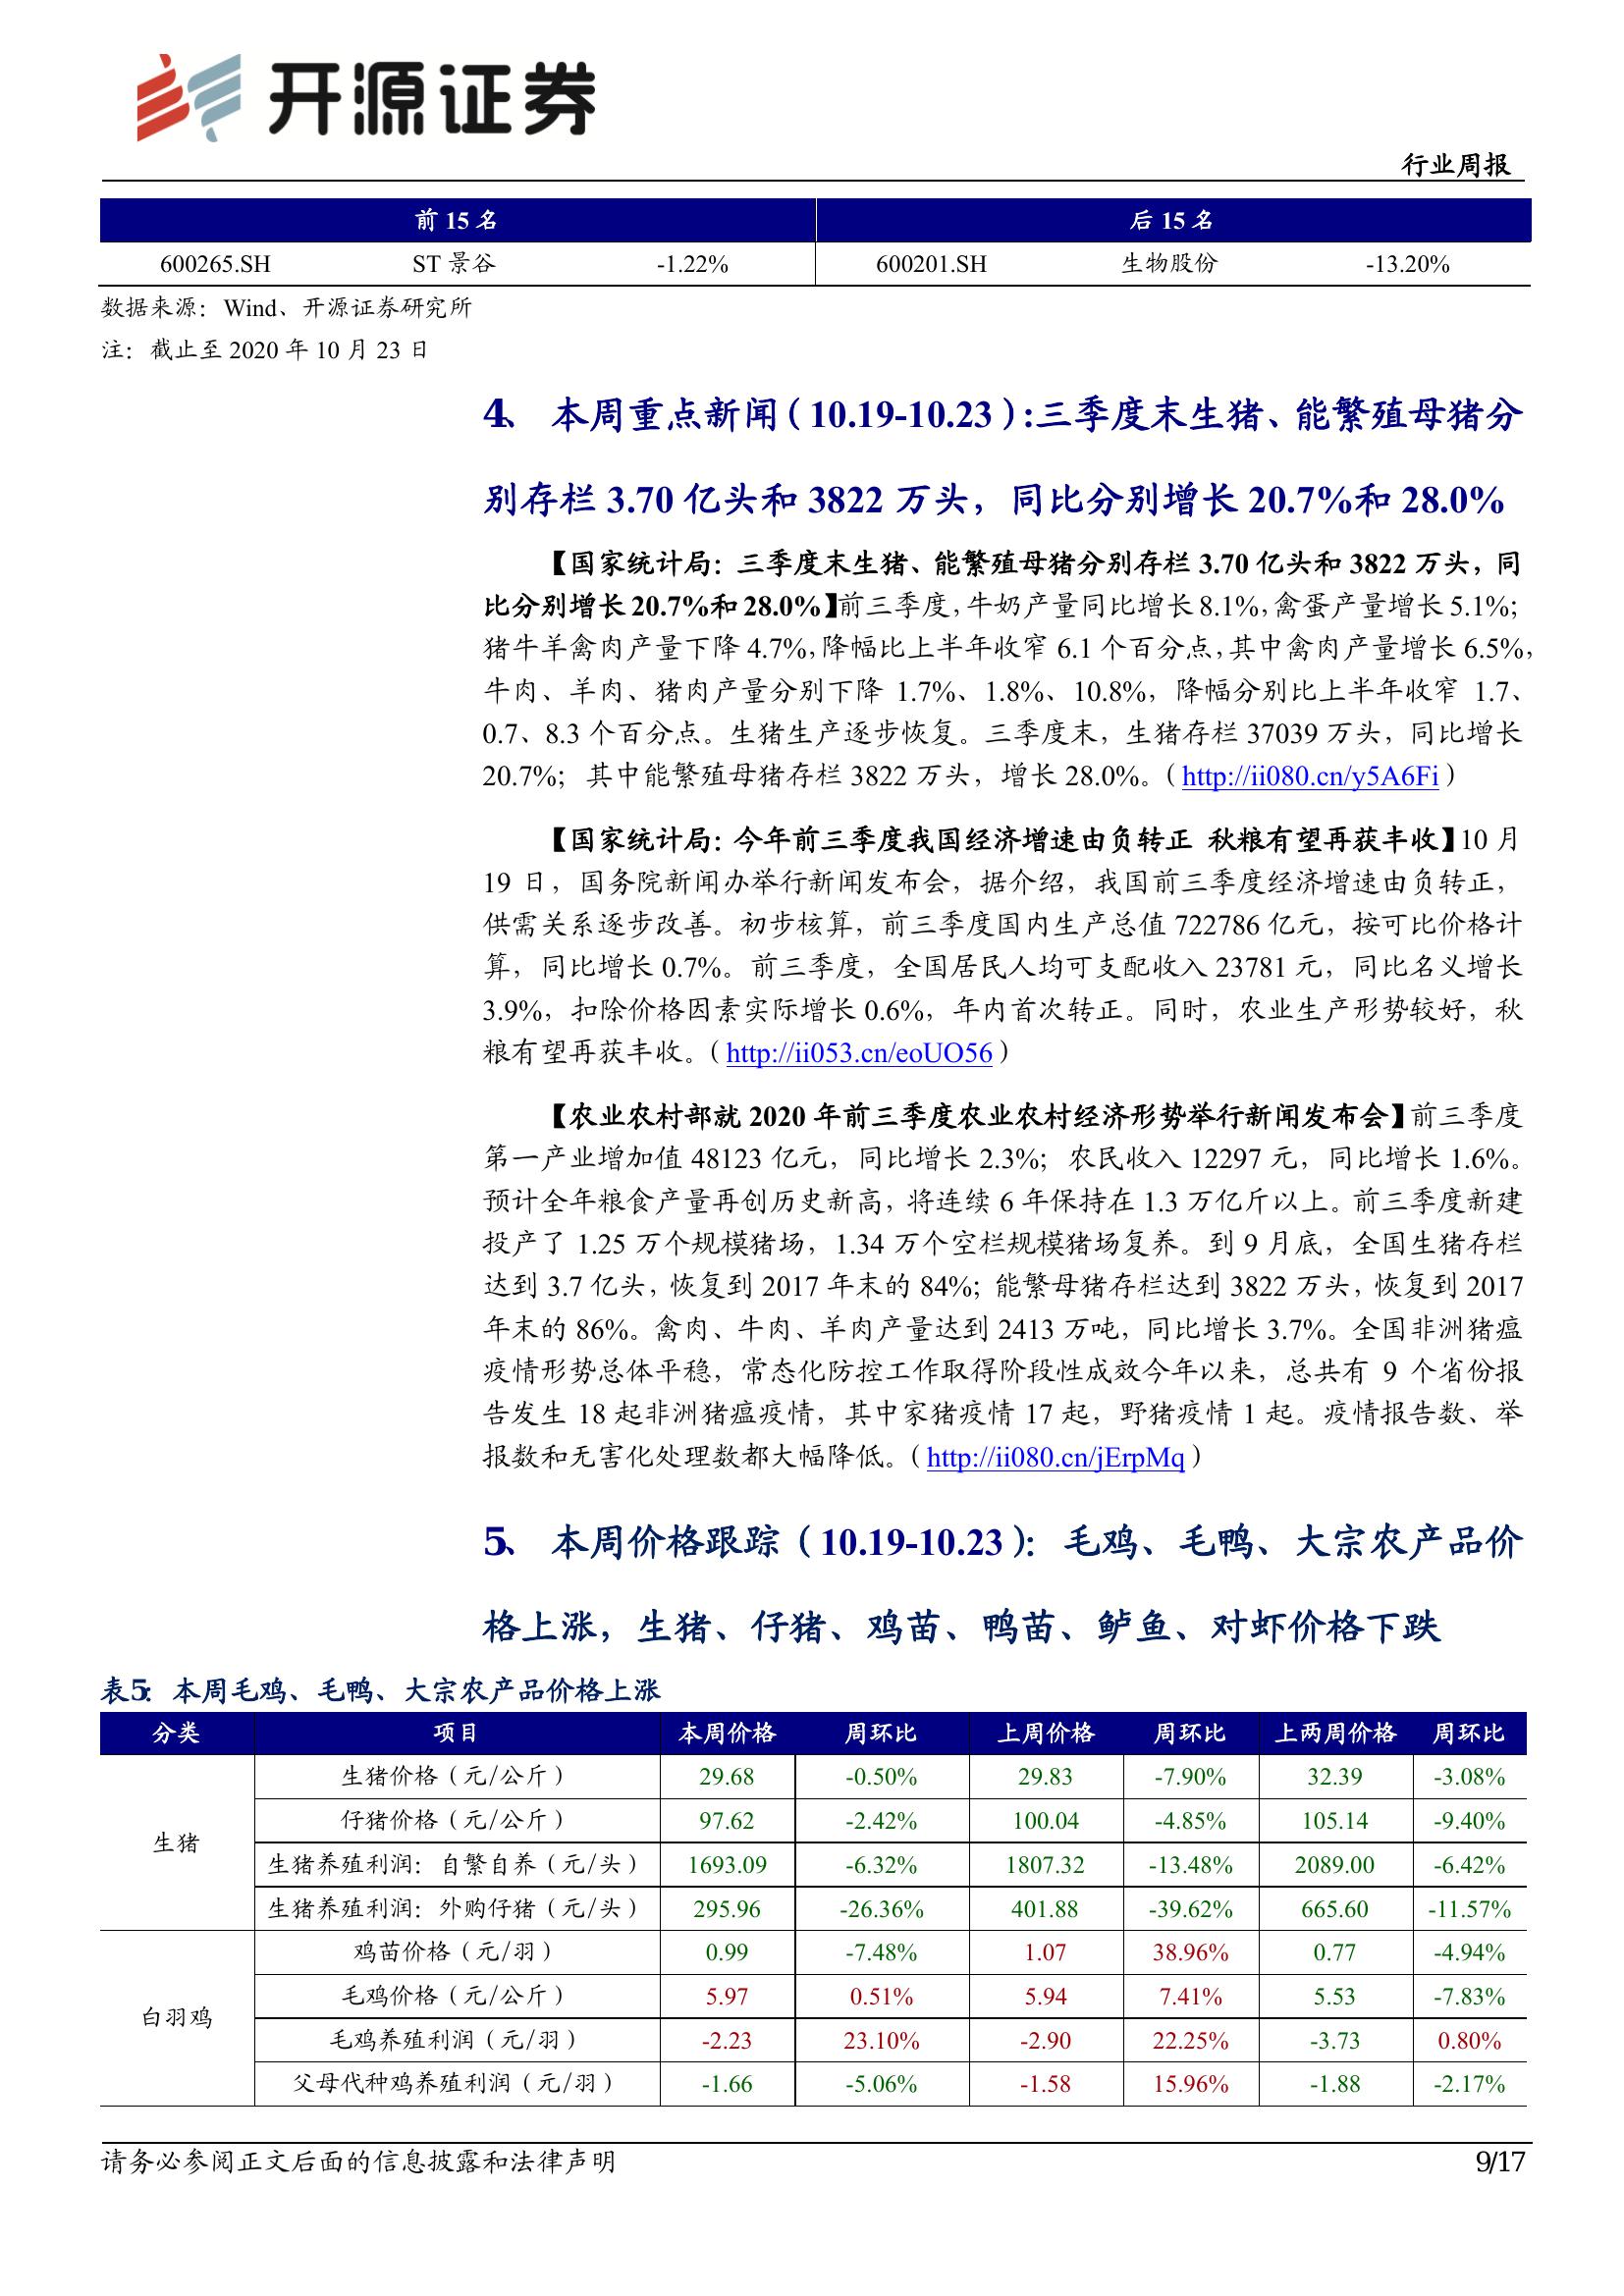 开源证券
行业周报
前 15 名 后 15 名
600265.SH ST 景谷 -1.22% 600201.SH 生物股份 -13.20%
数据来源：Wind、开源证券研究所
注：截止至 2020 年 10 月 23 日
4、 本周重点新闻（10.19-10.23）:三季度末生猪、能繁殖母猪分
别存栏 3.70 亿头和 3822 万头，同比分别增长 20.7%和 28.0%
【国家统计局：三季度末生猪、能繁殖母猪分别存栏 3.70 亿头和 3822 万头，同
比分别增长 20.7%和 28.0%】前三季度，牛奶产量同比增长 8.1%，禽蛋产量增长 5.1%；
猪牛羊禽肉产量下降 4.7%，降幅比上半年收窄 6.1 个百分点，其中禽肉产量增长 6.5%，
牛肉、羊肉、猪肉产量分别下降 1.7%、1.8%、10.8%，降幅分别比上半年收窄 1.7、
0.7、8.3 个百分点。生猪生产逐步恢复。三季度末，生猪存栏 37039 万头，同比增长
20.7%；其中能繁殖母猪存栏 3822 万头，增长 28.0%。（http://ii080.cn/y5A6Fi）
【国家统计局：今年前三季度我国经济增速由负转正 秋粮有望再获丰收】10 月
19 日，国务院新闻办举行新闻发布会，据介绍，我国前三季度经济增速由负转正，
供需关系逐步改善。初步核算，前三季度国内生产总值 722786 亿元，按可比价格计
算，同比增长 0.7%。前三季度，全国居民人均可支配收入 23781 元，同比名义增长
3.9%，扣除价格因素实际增长 0.6%，年内首次转正。同时，农业生产形势较好，秋
粮有望再获丰收。（http://ii053.cn/eoUO56）
【农业农村部就 2020 年前三季度农业农村经济形势举行新闻发布会】前三季度
第一产业增加值 48123 亿元，同比增长 2.3%；农民收入 12297 元，同比增长 1.6%。
预计全年粮食产量再创历史新高，将连续 6 年保持在 1.3 万亿斤以上。前三季度新建
投产了 1.25 万个规模猪场，1.34 万个空栏规模猪场复养。到 9 月底，全国生猪存栏
达到 3.7 亿头，恢复到 2017 年末的 84%；能繁母猪存栏达到 3822 万头，恢复到 2017
年末的 86%。禽肉、牛肉、羊肉产量达到 2413 万吨，同比增长 3.7%。全国非洲猪瘟
疫情形势总体平稳，常态化防控工作取得阶段性成效今年以来，总共有 9 个省份报
告发生 18 起非洲猪瘟疫情，其中家猪疫情 17 起，野猪疫情 1 起。疫情报告数、举
报数和无害化处理数都大幅降低。（http://ii080.cn/jErpMq）
5、 本周价格跟踪（10.19-10.23）：毛鸡、毛鸭、大宗农产品价
格上涨，生猪、仔猪、鸡苗、鸭苗、鲈鱼、对虾价格下跌
表5：本周毛鸡、毛鸭、大宗农产品价格上涨
分类 项目 本周价格 周环比 上周价格 周环比 上两周价格 周环比
生猪 生猪价格（元/公斤） 29.68 -0.50% 29.83 -7.90% 32.39 -3.08%
仔猪价格（元/公斤） 97.62 -2.42% 100.04 -4.85% 105.14 -9.40%
生猪养殖利润：自繁自养（元/头） 1693.09 -6.32% 1807.32 -13.48% 2089.00 -6.42%
生猪养殖利润：外购仔猪（元/头） 295.96 -26.36% 401.88 -39.62% 665.60 -11.57%
白羽鸡 鸡苗价格（元/羽） 0.99 -7.48% 1.07 38.96% 0.77 -4.94%
毛鸡价格（元/公斤） 5.97 0.51% 5.94 7.41% 5.53 -7.83%
毛鸡养殖利润（元/羽） -2.23 23.10% -2.90 22.25% -3.73 0.80%
父母代种鸡养殖利润（元/羽） -1.66 -5.06% -1.58 15.96% -1.88 -2.17%
请务必参阅正文后面的信息披露和法律声明 9/17